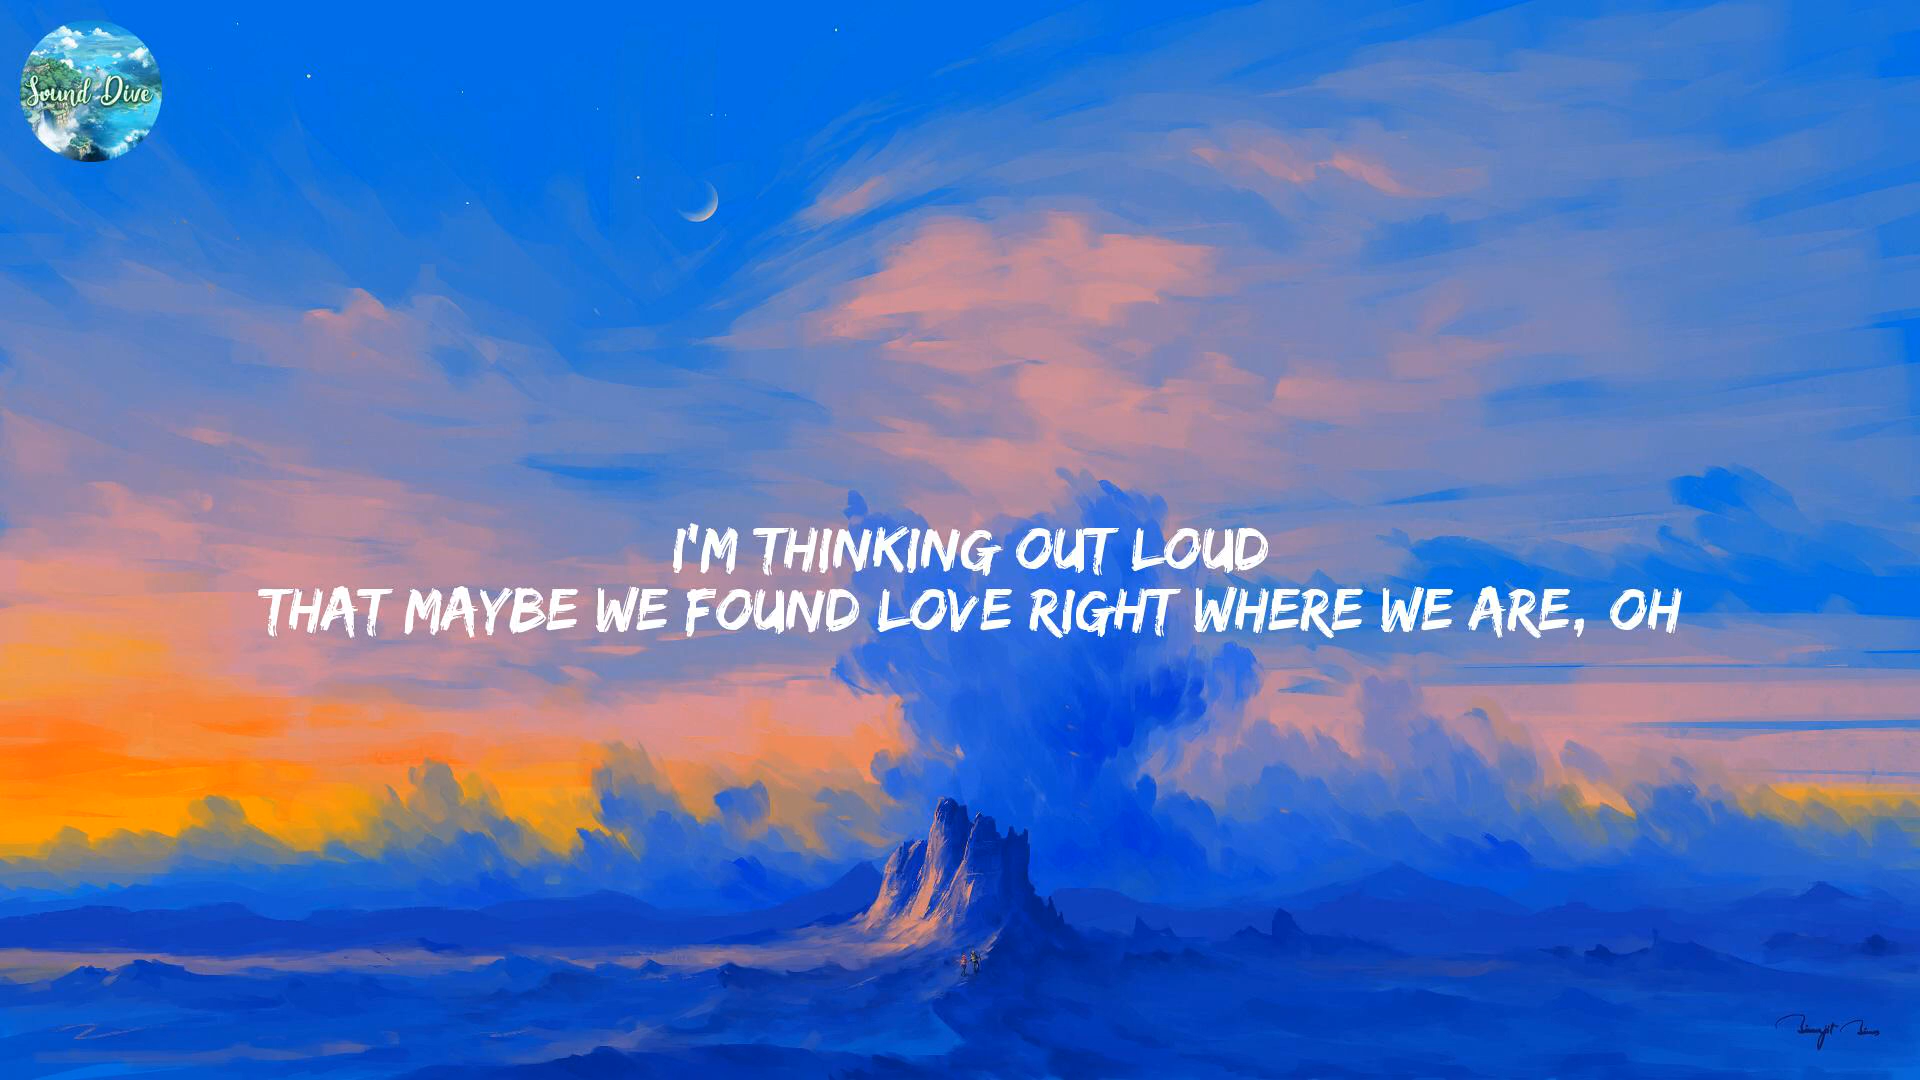 Sound Dive
I'M THINKING OUT LOUD
THAT MAYBE WE FOUND LOVE RIGHT WHERE WE ARE, OH